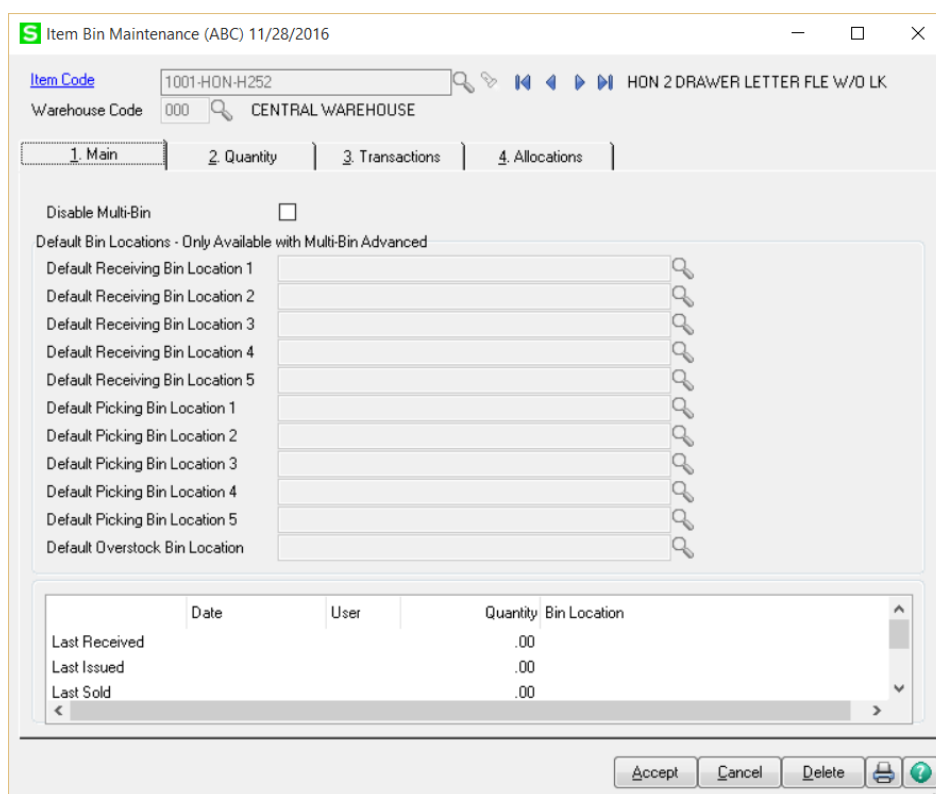 S Item Bin Maintenance (ABC) 11/28/2016
Item Code 1001-HON-H252 HON 2 DRAWER LETTER FLE W/O LK
Warehouse Code 000 CENTRAL WAREHOUSE
1. Main 2. Quantity 3. Transactions 4. Allocations
Disable Multi-Bin
Default Bin Locations - Only Available with Multi-Bin Advanced
Default Receiving Bin Location 1
Default Receiving Bin Location 2
Default Receiving Bin Location 3
Default Receiving Bin Location 4
Default Receiving Bin Location 5
Default Picking Bin Location 1
Default Picking Bin Location 2
Default Picking Bin Location 3
Default Picking Bin Location 4
Default Picking Bin Location 5
Default Overstock Bin Location
Date User Quantity Bin Location
Last Received .00
Last Issued .00
Last Sold .00
Accept Cancel Delete ?